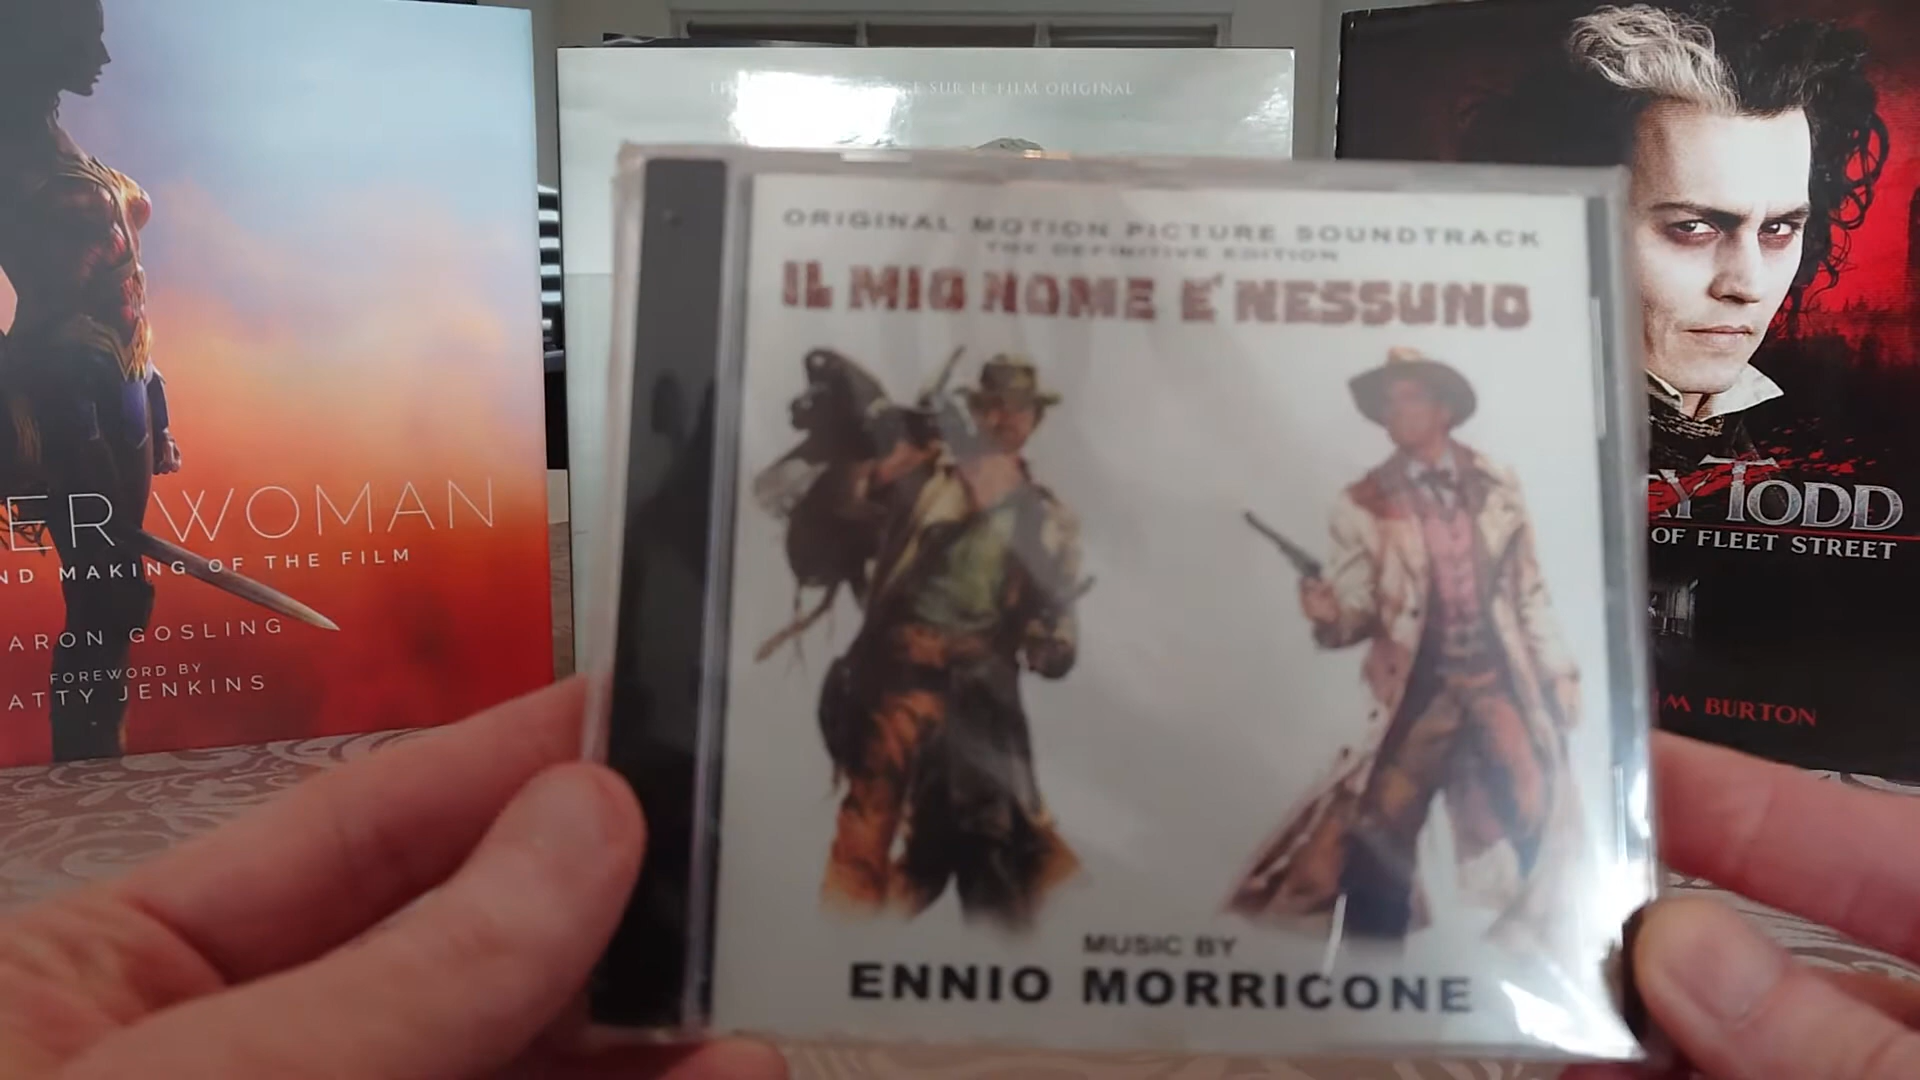 ER WOMAN
ND MAKING OF THE FILM
ARON GOSLING
FOREWORD BY
ATTY JENKINS
SUR LE FILM ORIGINAL
ORIGINAL MOTION PICTURE SOUNDTRACK
THE DEFINITIVE EDITION
IL MIO NOME E' NESSUNO
MUSIC BY
ENNIO MORRICONE
Y TODD
OF FLEET STREET
M BURTON